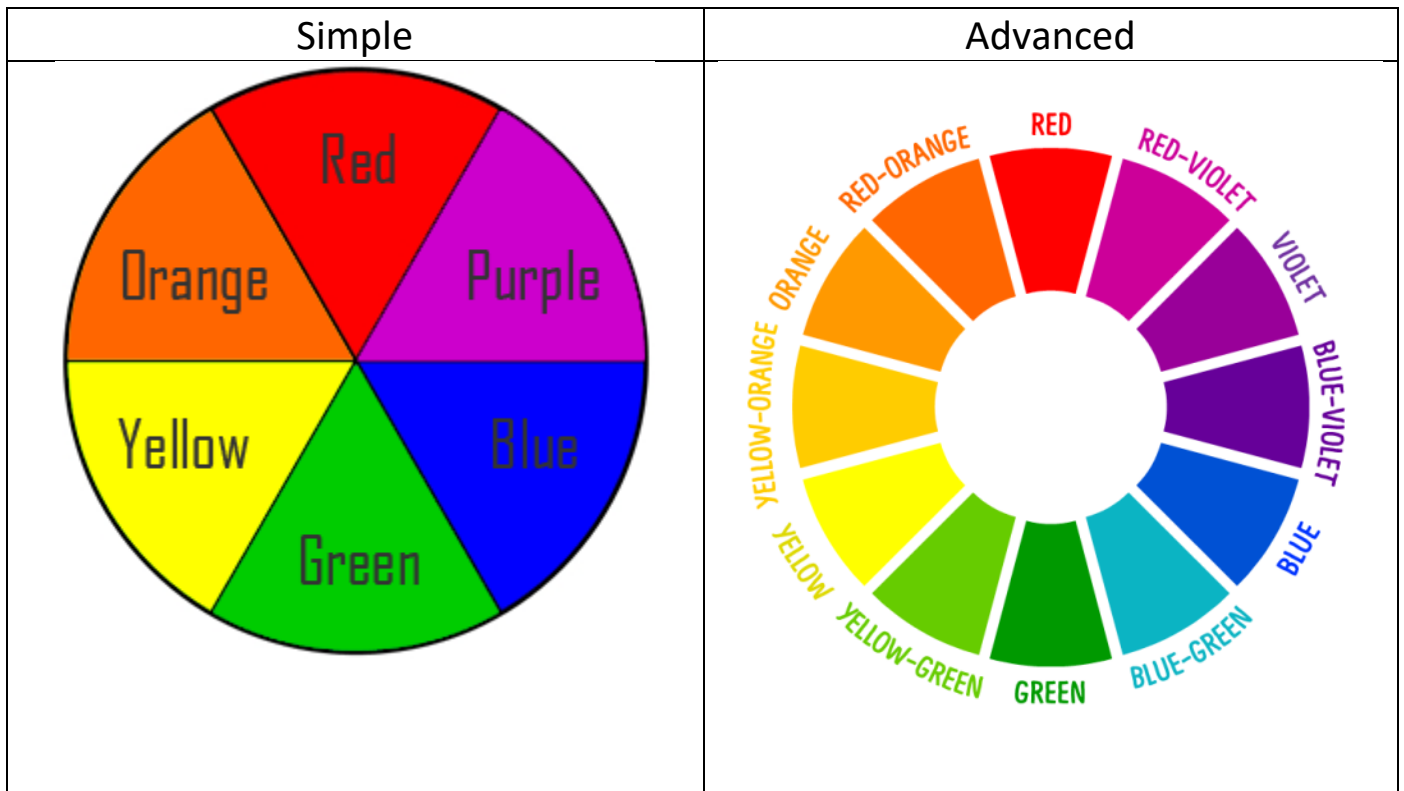 Simple
Advanced
Red
Orange
Purple
Yellow
Blue
Green
RED
RED-VIOLET
VIOLET
BLUE-VIOLET
BLUE
BLUE-GREEN
GREEN
YELLOW-GREEN
YELLOW
YELLOW-ORANGE
ORANGE
RED-ORANGE